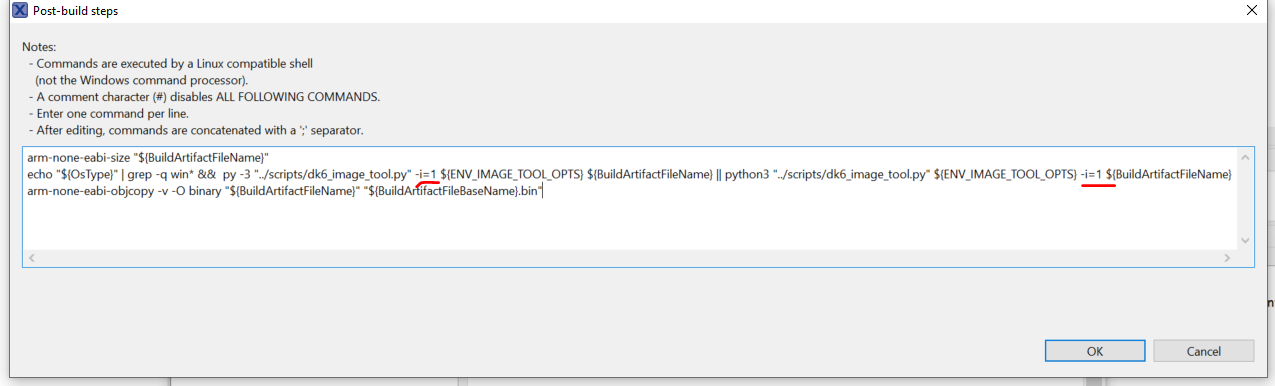 Post-build steps
Notes:
- Commands are executed by a Linux compatible shell
(not the Windows command processor).
- A comment character (#) disables ALL FOLLOWING COMMANDS.
- Enter one command per line.
- After editing, commands are concatenated with a ';' separator.
arm-none-eabi-size "${BuildArtifactFileName}"
echo "${OsType}" | grep -q win* &&  py -3 "../scripts/dk6_image_tool.py" -i=1 ${ENV_IMAGE_TOOL_OPTS} ${BuildArtifactFileName} || python3 "../scripts/dk6_image_tool.py" ${ENV_IMAGE_TOOL_OPTS} -i=1 ${BuildArtifactFileName}
arm-none-eabi-objcopy -v -O binary "${BuildArtifactFileName}" "${BuildArtifactFileBaseName}.bin"
OK
Cancel